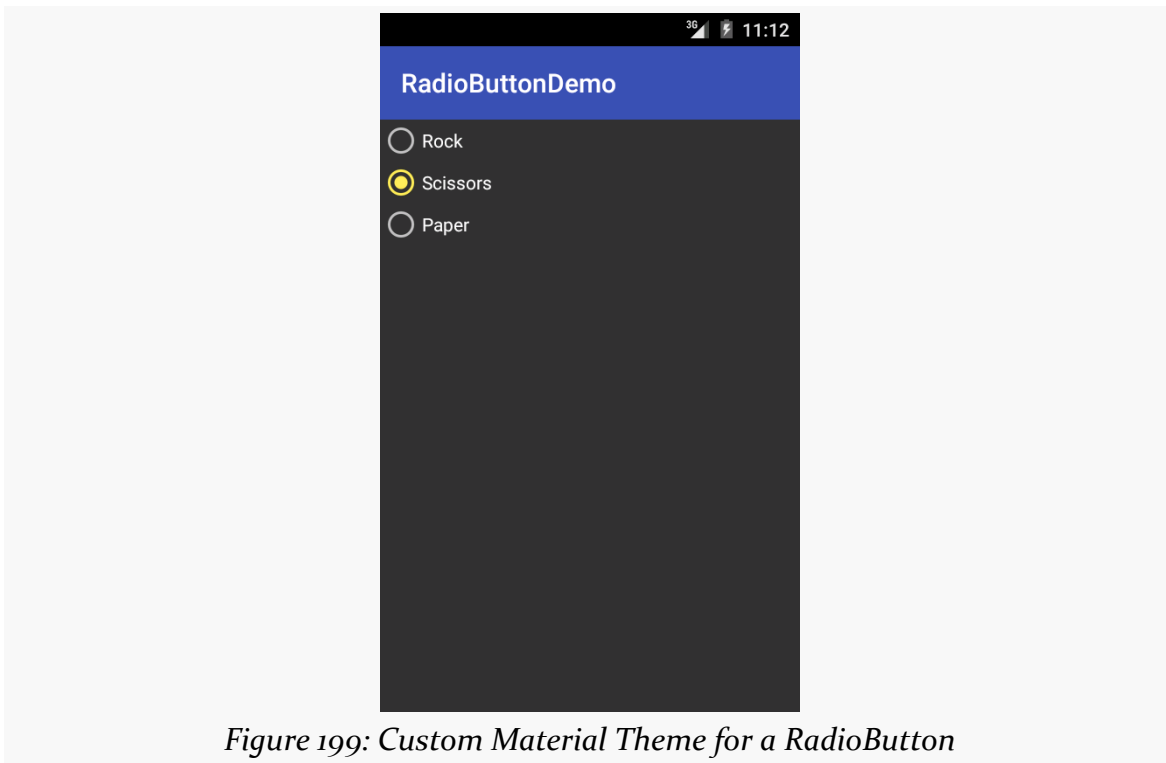 3G 11:12
RadioButtonDemo
Rock
Scissors
Paper
Figure 199: Custom Material Theme for a RadioButton